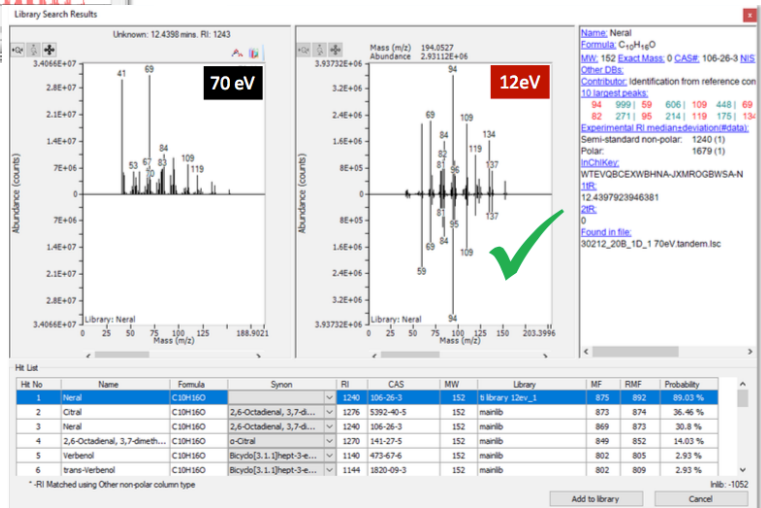 Library Search Results
Unknown: 12.4398 mins. RI: 1243
3.4066E+07
2.8E+07
2.1E+07
1.4E+07
7E+06
0
7E+06
1.4E+07
2.1E+07
2.8E+07
3.4066E+07
Abundance (counts)
41
69
53
67
70
83
84
109
119
70 eV
Library: Neral
0 25 50 75 100 125 188.9021
Mass (m/z)
Mass (m/z) 194.0527
Abundance 2.93112E+06
3.93732E+06
3.2E+06
2.4E+06
1.6E+06
8E+05
0
8E+05
1.6E+06
2.4E+06
3.2E+06
3.93732E+06
Abundance (counts)
94
69
109
84
134
82
119
96
137
12eV
81
95
137
69
84
109
59
94
Library: Neral
0 25 50 75 100 125 150 203.3996
Mass (m/z)
Name: Neral
Formula: C10H16O
MW: 152 Exact Mass: 0 CAS#: 106-26-3 NIS
Other DBs:
Contributor: Identification from reference con
10 largest peaks:
94 999 | 59 606 | 109 448 | 69
82 271 | 95 214 | 119 175 | 134
Experimental RI median±deviation(#data):
Semi-standard non-polar: 1240 (1)
Polar: 1679 (1)
InChIKey:
WTEVQBCEXWBHNA-JXMROGBWSA-N
1tR:
12.4397923946381
2tR:
0
Found in file:
30212_20B_1D_1 70eV.tandem.lsc
Hit List
Hit No Name Formula Synon RI CAS MW Library MF RMF Probability
1 Neral C10H16O 1240 106-26-3 152 ti library 12ev_1 875 892 89.03 %
2 Citral C10H16O 2,6-Octadienal, 3,7-di... 1276 5392-40-5 152 mainlib 873 874 36.46 %
3 Neral C10H16O 2,6-Octadienal, 3,7-di... 1240 106-26-3 152 mainlib 869 873 30.8 %
4 2,6-Octadienal, 3,7-dimeth... C10H16O α-Citral 1270 141-27-5 152 mainlib 849 852 14.03 %
5 Verbenol C10H16O Bicyclo[3.1.1]hept-3-e... 1140 473-67-6 152 mainlib 802 805 2.93 %
6 trans-Verbenol C10H16O Bicyclo[3.1.1]hept-3-e... 1144 1820-09-3 152 mainlib 802 809 2.93 %
* -RI Matched using Other non-polar column type
Inlib: -1052
Add to library
Cancel